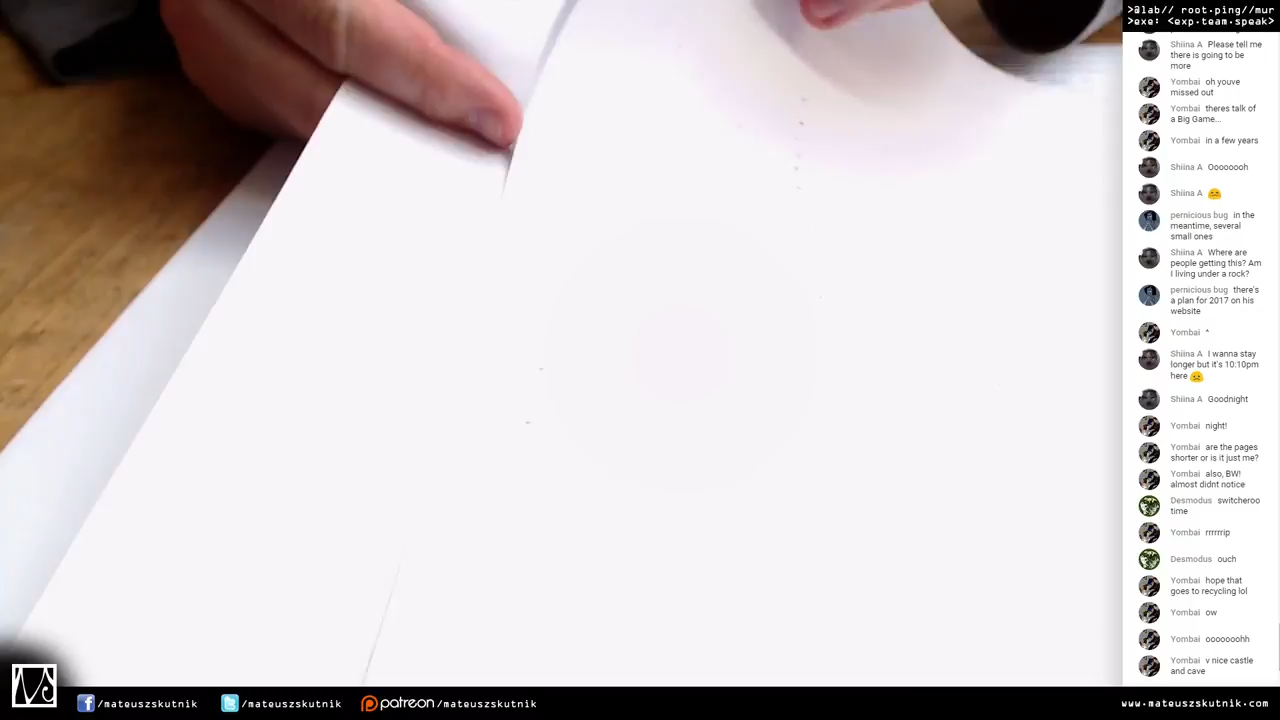 >@lab// root.ping//mur
>exe: <exp.team.speak>
Shiina A Please tell me
there is going to be
more
Yombai oh youve
missed out
Yombai theres talk of
a Big Game...
Yombai in a few years
Shiina A Oooooooh
Shiina A
pernicious bug in the
meantime, several
small ones
Shiina A Where are
people getting this? Am
I living under a rock?
pernicious bug there's
a plan for 2017 on his
website
Yombai ^
Shiina A I wanna stay
longer but it's 10:10pm
here
Shiina A Goodnight
Yombai night!
Yombai are the pages
shorter or is it just me?
Yombai also, BW!
almost didnt notice
Desmodus switcheroo
time
Yombai rrrrrrip
Desmodus ouch
Yombai hope that
goes to recycling lol
Yombai ow
Yombai ooooooohh
Yombai v nice castle
and cave
/mateuszskutnik
/mateuszskutnik
patreon /mateuszskutnik
www.mateuszskutnik.com